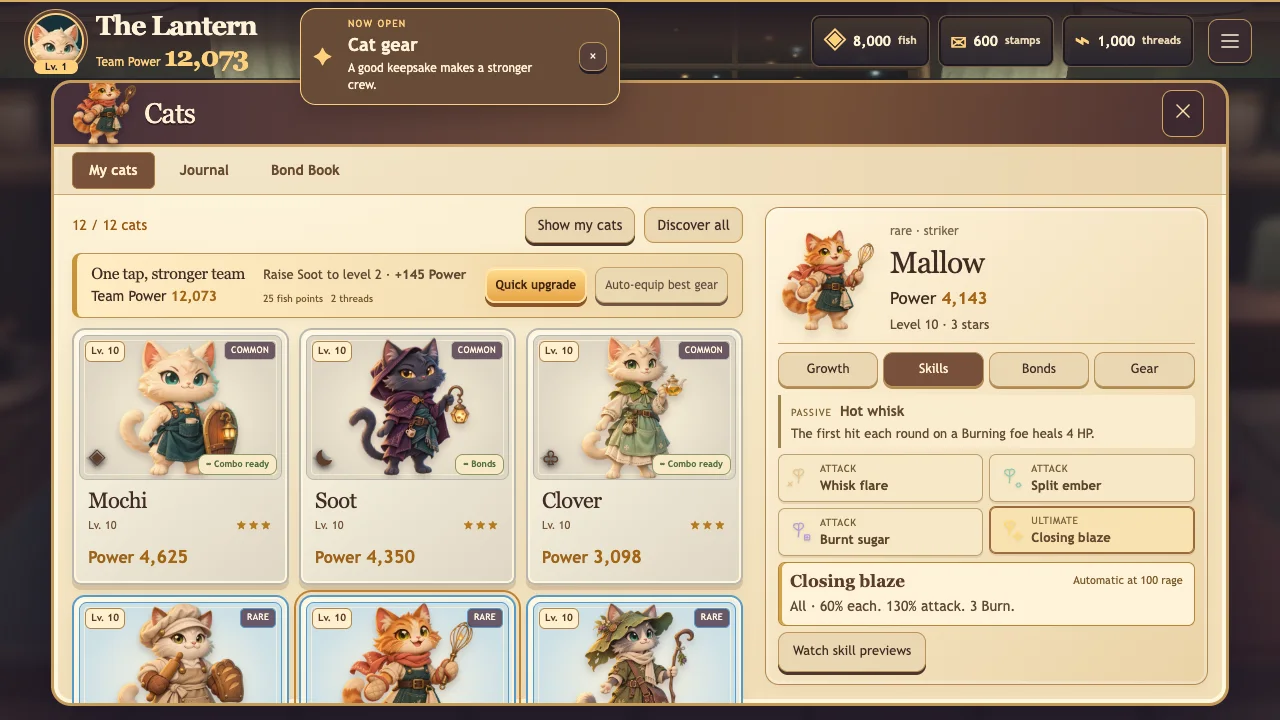 The Lantern
Team Power 12,073
Lv. 1
NOW OPEN
Cat gear
A good keepsake makes a stronger
crew.
×
8,000 fish
600 stamps
1,000 threads
Cats
My cats
Journal
Bond Book
12 / 12 cats
Show my cats
Discover all
One tap, stronger team
Team Power 12,073
Raise Soot to level 2 · +145 Power
25 fish points 2 threads
Quick upgrade
Auto-equip best gear
Lv. 10
COMMON
Combo ready
Mochi
Lv. 10
★★★
Power 4,625
Lv. 10
COMMON
Bonds
Soot
Lv. 10
★★★
Power 4,350
Lv. 10
COMMON
Combo ready
Clover
Lv. 10
★★★
Power 3,098
Lv. 10
RARE
Lv. 10
RARE
Lv. 10
RARE
rare · striker
Mallow
Power 4,143
Level 10 · 3 stars
Growth
Skills
Bonds
Gear
PASSIVE Hot whisk
The first hit each round on a Burning foe heals 4 HP.
ATTACK
Whisk flare
ATTACK
Split ember
ATTACK
Burnt sugar
ULTIMATE
Closing blaze
Closing blaze
Automatic at 100 rage
All · 60% each. 130% attack. 3 Burn.
Watch skill previews